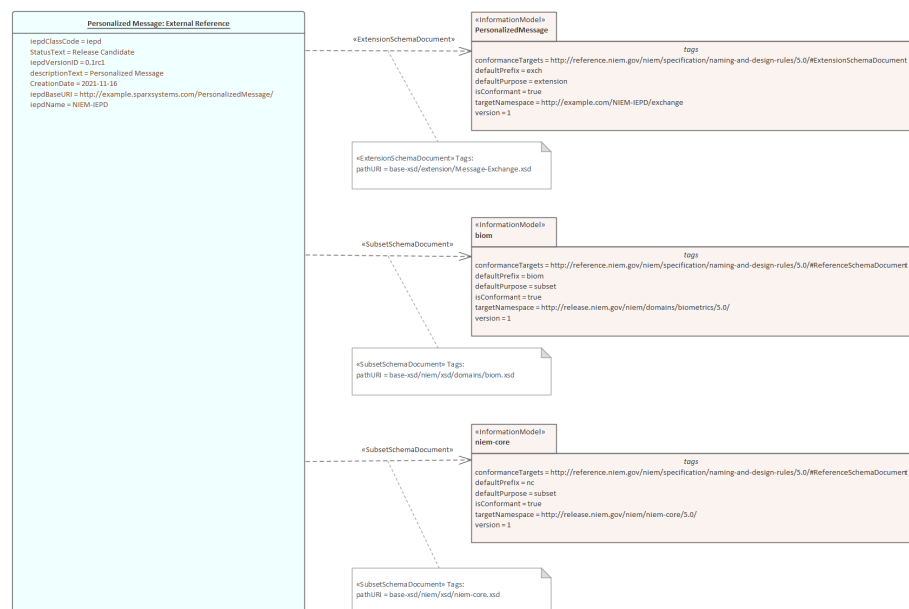 Personalized Message: External Reference
iepdClassCode = iepd
StatusText = Release Candidate
iepdVersionID = 0.1rc1
descriptionText = Personalized Message
CreationDate = 2021-11-16
iepdBaseURI = http://example.sparxsystems.com/PersonalizedMessage/
iepdName = NIEM-IEPD
«ExtensionSchemaDocument»
«InformationModel»
PersonalizedMessage
tags
conformanceTargets = http://reference.niem.gov/niem/specification/naming-and-design-rules/5.0/#ExtensionSchemaDocument
defaultPrefix = exch
defaultPurpose = extension
isConformant = true
targetNamespace = http://example.com/NIEM-IEPD/exchange
version = 1
«ExtensionSchemaDocument» Tags:
pathURI = base-xsd/extension/Message-Exchange.xsd
«SubsetSchemaDocument»
«InformationModel»
biom
tags
conformanceTargets = http://reference.niem.gov/niem/specification/naming-and-design-rules/5.0/#ReferenceSchemaDocument
defaultPrefix = biom
defaultPurpose = subset
isConformant = true
targetNamespace = http://release.niem.gov/niem/domains/biometrics/5.0/
version = 1
«SubsetSchemaDocument» Tags:
pathURI = base-xsd/niem/xsd/domains/biom.xsd
«SubsetSchemaDocument»
«InformationModel»
niem-core
tags
conformanceTargets = http://reference.niem.gov/niem/specification/naming-and-design-rules/5.0/#ReferenceSchemaDocument
defaultPrefix = nc
defaultPurpose = subset
isConformant = true
targetNamespace = http://release.niem.gov/niem/niem-core/5.0/
version = 1
«SubsetSchemaDocument» Tags:
pathURI = base-xsd/niem/xsd/niem-core.xsd